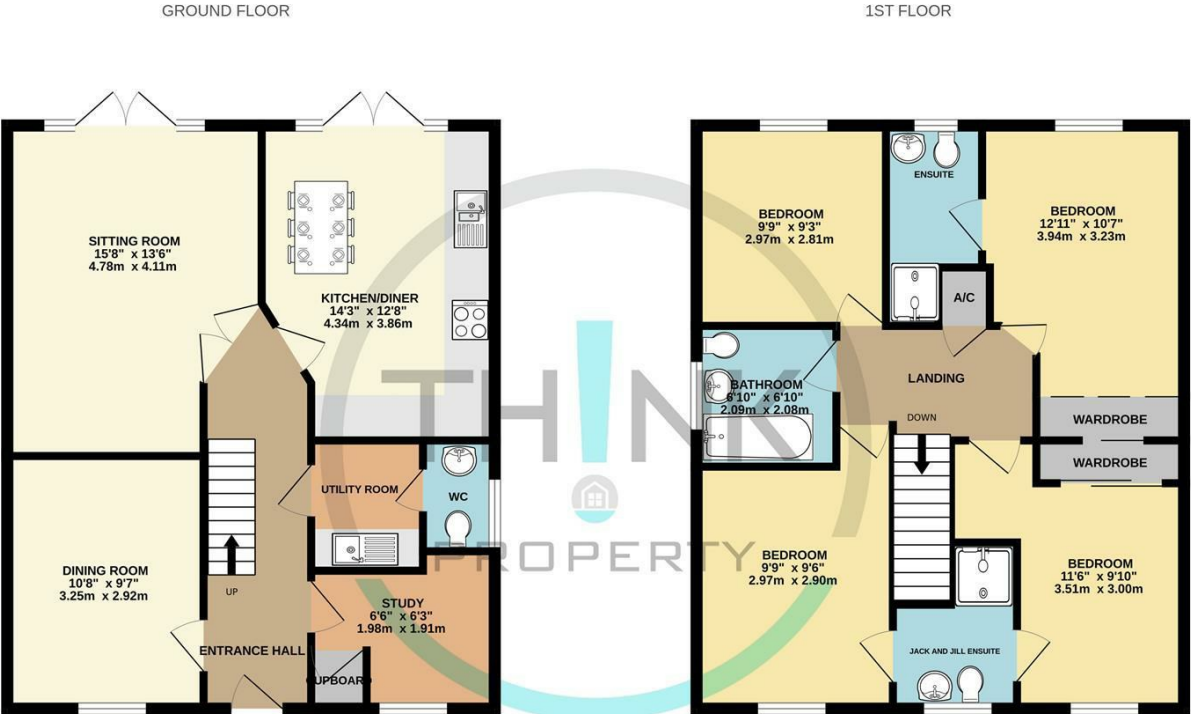 GROUND FLOOR
1ST FLOOR
SITTING ROOM
15'8" x 13'6"
4.78m x 4.11m
KITCHEN/DINER
14'3" x 12'8"
4.34m x 3.86m
UTILITY ROOM
WC
DINING ROOM
10'8" x 9'7"
3.25m x 2.92m
UP
STUDY
6'6" x 6'3"
1.98m x 1.91m
ENTRANCE HALL
CUPBOARD
BEDROOM
9'9" x 9'3"
2.97m x 2.81m
ENSUITE
BEDROOM
12'11" x 10'7"
3.94m x 3.23m
A/C
BATHROOM
6'10" x 6'10"
2.09m x 2.08m
LANDING
DOWN
WARDROBE
WARDROBE
BEDROOM
9'9" x 9'6"
2.97m x 2.90m
BEDROOM
11'6" x 9'10"
3.51m x 3.00m
JACK AND JILL ENSUITE
TH!NK
PROPERTY